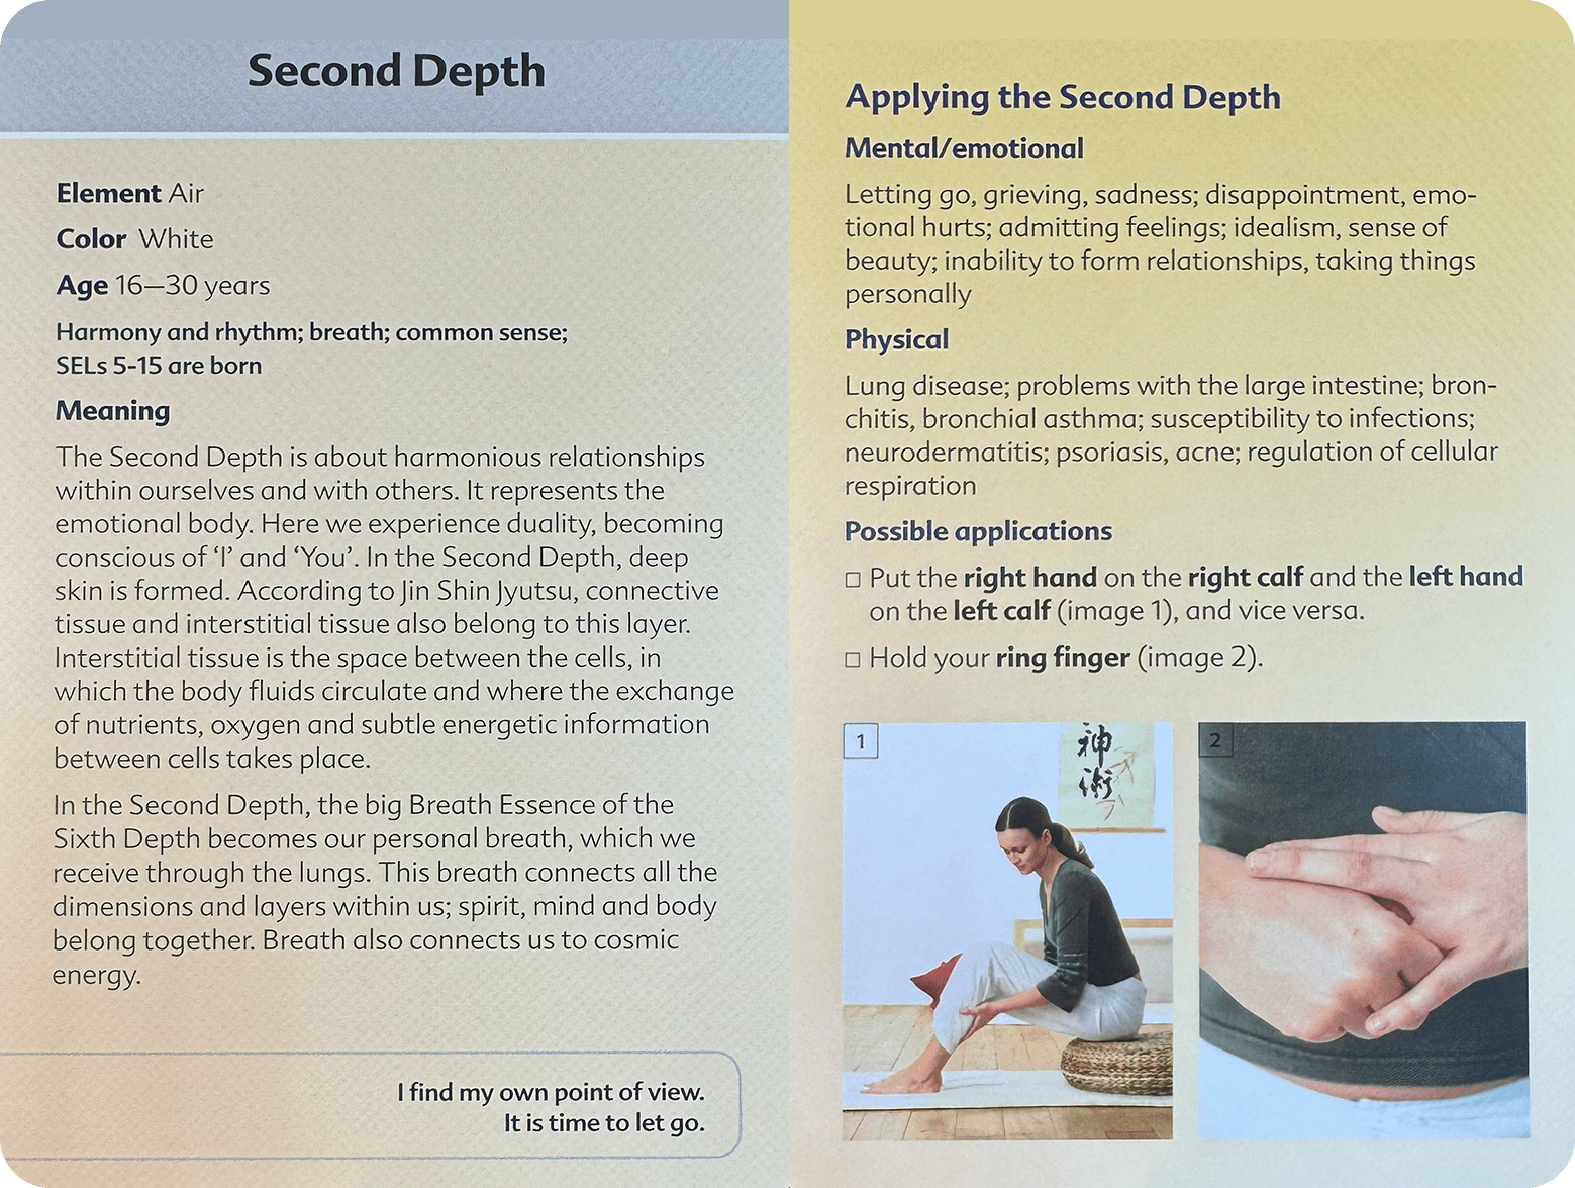 Second Depth
Element Air
Color White
Age 16—30 years
Harmony and rhythm; breath; common sense;
SELs 5-15 are born
Meaning
The Second Depth is about harmonious relationships
within ourselves and with others. It represents the
emotional body. Here we experience duality, becoming
conscious of ‘I’ and ‘You’. In the Second Depth, deep
skin is formed. According to Jin Shin Jyutsu, connective
tissue and interstitial tissue also belong to this layer.
Interstitial tissue is the space between the cells, in
which the body fluids circulate and where the exchange
of nutrients, oxygen and subtle energetic information
between cells takes place.
In the Second Depth, the big Breath Essence of the
Sixth Depth becomes our personal breath, which we
receive through the lungs. This breath connects all the
dimensions and layers within us; spirit, mind and body
belong together. Breath also connects us to cosmic
energy.
I find my own point of view.
It is time to let go.
Applying the Second Depth
Mental/emotional
Letting go, grieving, sadness; disappointment, emo-
tional hurts; admitting feelings; idealism, sense of
beauty; inability to form relationships, taking things
personally
Physical
Lung disease; problems with the large intestine; bron-
chitis, bronchial asthma; susceptibility to infections;
neurodermatitis; psoriasis, acne; regulation of cellular
respiration
Possible applications
□ Put the right hand on the right calf and the left hand
on the left calf (image 1), and vice versa.
□ Hold your ring finger (image 2).
1
神術
2